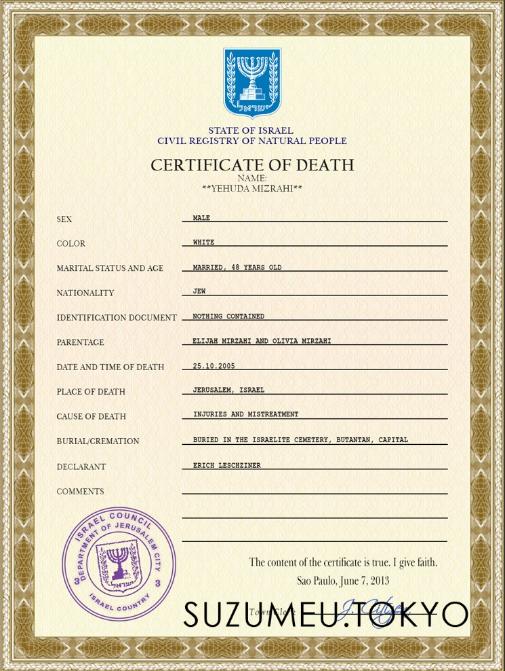 STATE OF ISRAEL
CIVIL REGISTRY OF NATURAL PEOPLE
CERTIFICATE OF DEATH
NAME:
**YEHUDA MIZRAHI**
SEX MALE
COLOR WHITE
MARITAL STATUS AND AGE MARRIED, 48 YEARS OLD
NATIONALITY JEW
IDENTIFICATION DOCUMENT NOTHING CONTAINED
PARENTAGE ELIJAH MIRZAHI AND OLIVIA MIRZAHI
DATE AND TIME OF DEATH 25.10.2005
PLACE OF DEATH JERUSALEM, ISRAEL
CAUSE OF DEATH INJURIES AND MISTREATMENT
BURIAL/CREMATION BURIED IN THE ISRAELITE CEMETERY, BUTANTAN, CAPITAL
DECLARANT ERICH LESCHZINER
COMMENTS
ISRAEL COUNCIL
DEPARTMENT OF JERUSALEM CITY
3 3
ISRAEL COUNTRY
The content of the certificate is true. I give faith.
Sao Paulo, June 7, 2013
Town Clerk
SUZUMEU.TOKYO